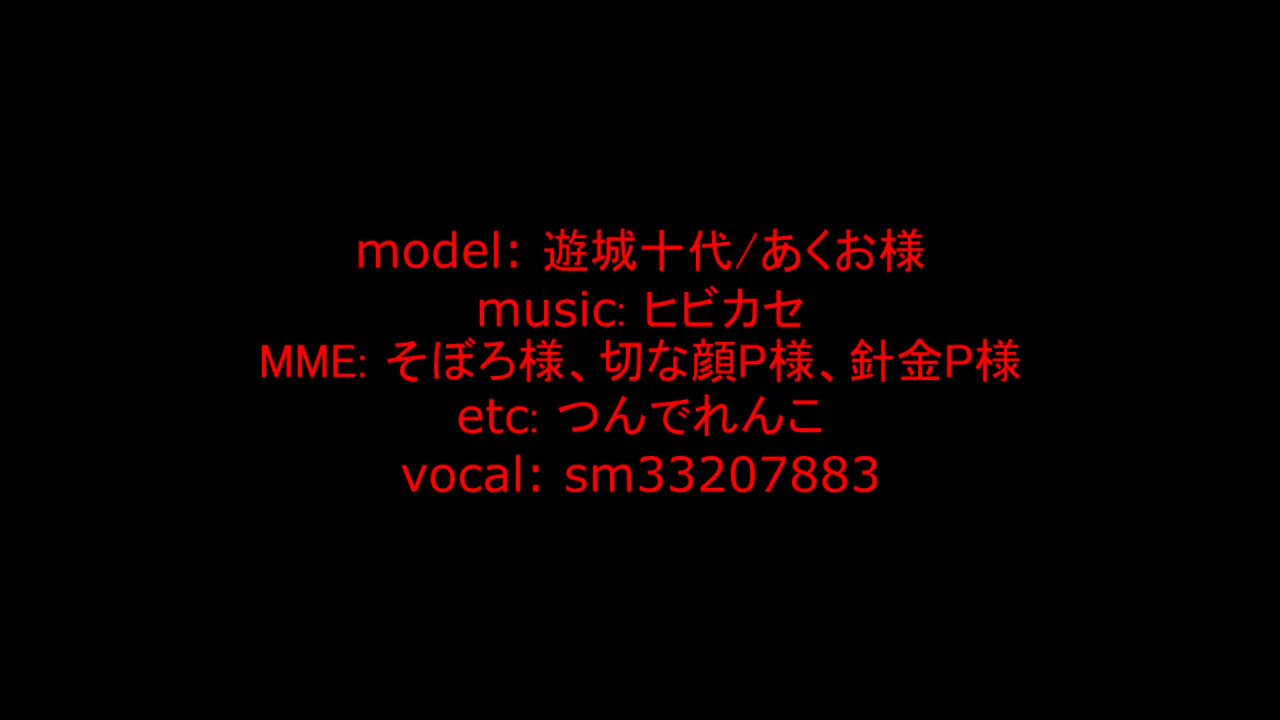 model: 遊城十代/あくお様
music: ヒビカセ
MME: そぼろ様、切な顔P様、針金P様
etc: つんでれんこ
vocal: sm33207883